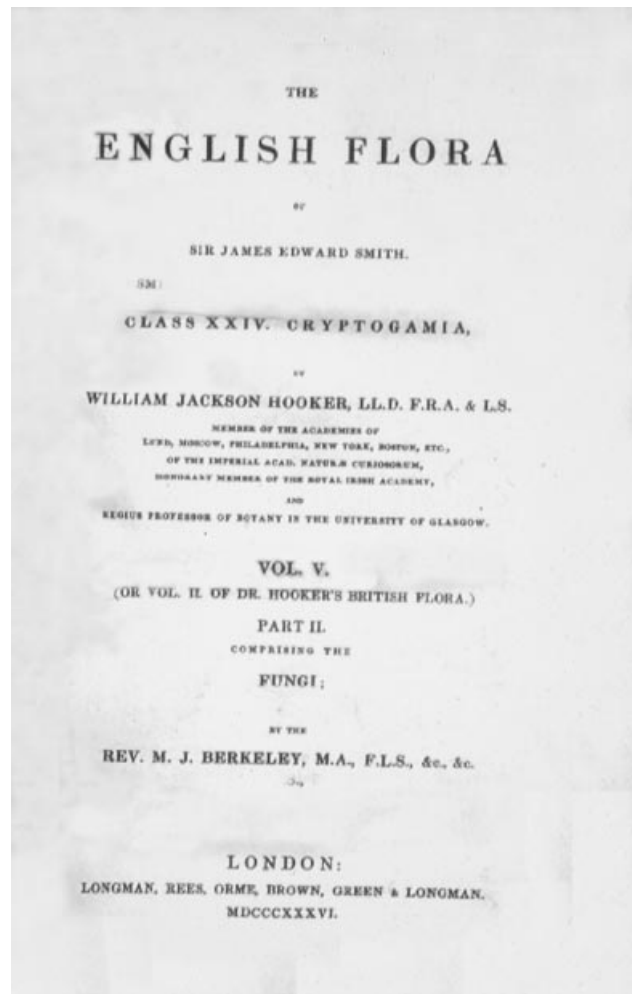 THE
ENGLISH FLORA
OF
SIR JAMES EDWARD SMITH.
CLASS XXIV. CRYPTOGAMIA,
BY
WILLIAM JACKSON HOOKER, LL.D. F.R.A. & L.S.
MEMBER OF THE ACADEMIES OF
LUND, MOSCOW, PHILADELPHIA, NEW YORK, BOSTON, ETC.,
OF THE IMPERIAL ACAD. NATURÆ CURIOSORUM,
HONORARY MEMBER OF THE ROYAL IRISH ACADEMY,
AND
REGIUS PROFESSOR OF BOTANY IN THE UNIVERSITY OF GLASGOW.
VOL. V.
(OR VOL. II. OF DR. HOOKER'S BRITISH FLORA.)
PART II.
COMPRISING THE
FUNGI;
BY THE
REV. M. J. BERKELEY, M.A., F.L.S., &c., &c.
LONDON:
LONGMAN, REES, ORME, BROWN, GREEN & LONGMAN.
MDCCCXXXVI.